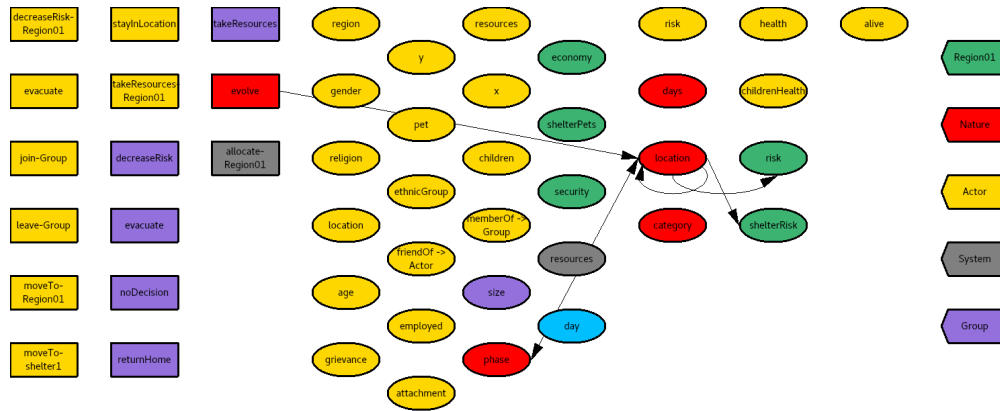 decreaseRisk-
Region01
stayInLocation
takeResources
region
resources
risk
health
alive
y
economy
Region01
evacuate
takeResources-
Region01
evolve
gender
x
days
childrenHealth
pet
shelterPets
Nature
join-Group
decreaseRisk
allocate-
Region01
religion
children
location
risk
ethnicGroup
security
Actor
leave-Group
evacuate
location
memberOf ->
Group
category
shelterRisk
friendOf ->
Actor
resources
System
moveTo-
Region01
noDecision
age
size
employed
day
Group
moveTo-
shelter1
returnHome
grievance
phase
attachment